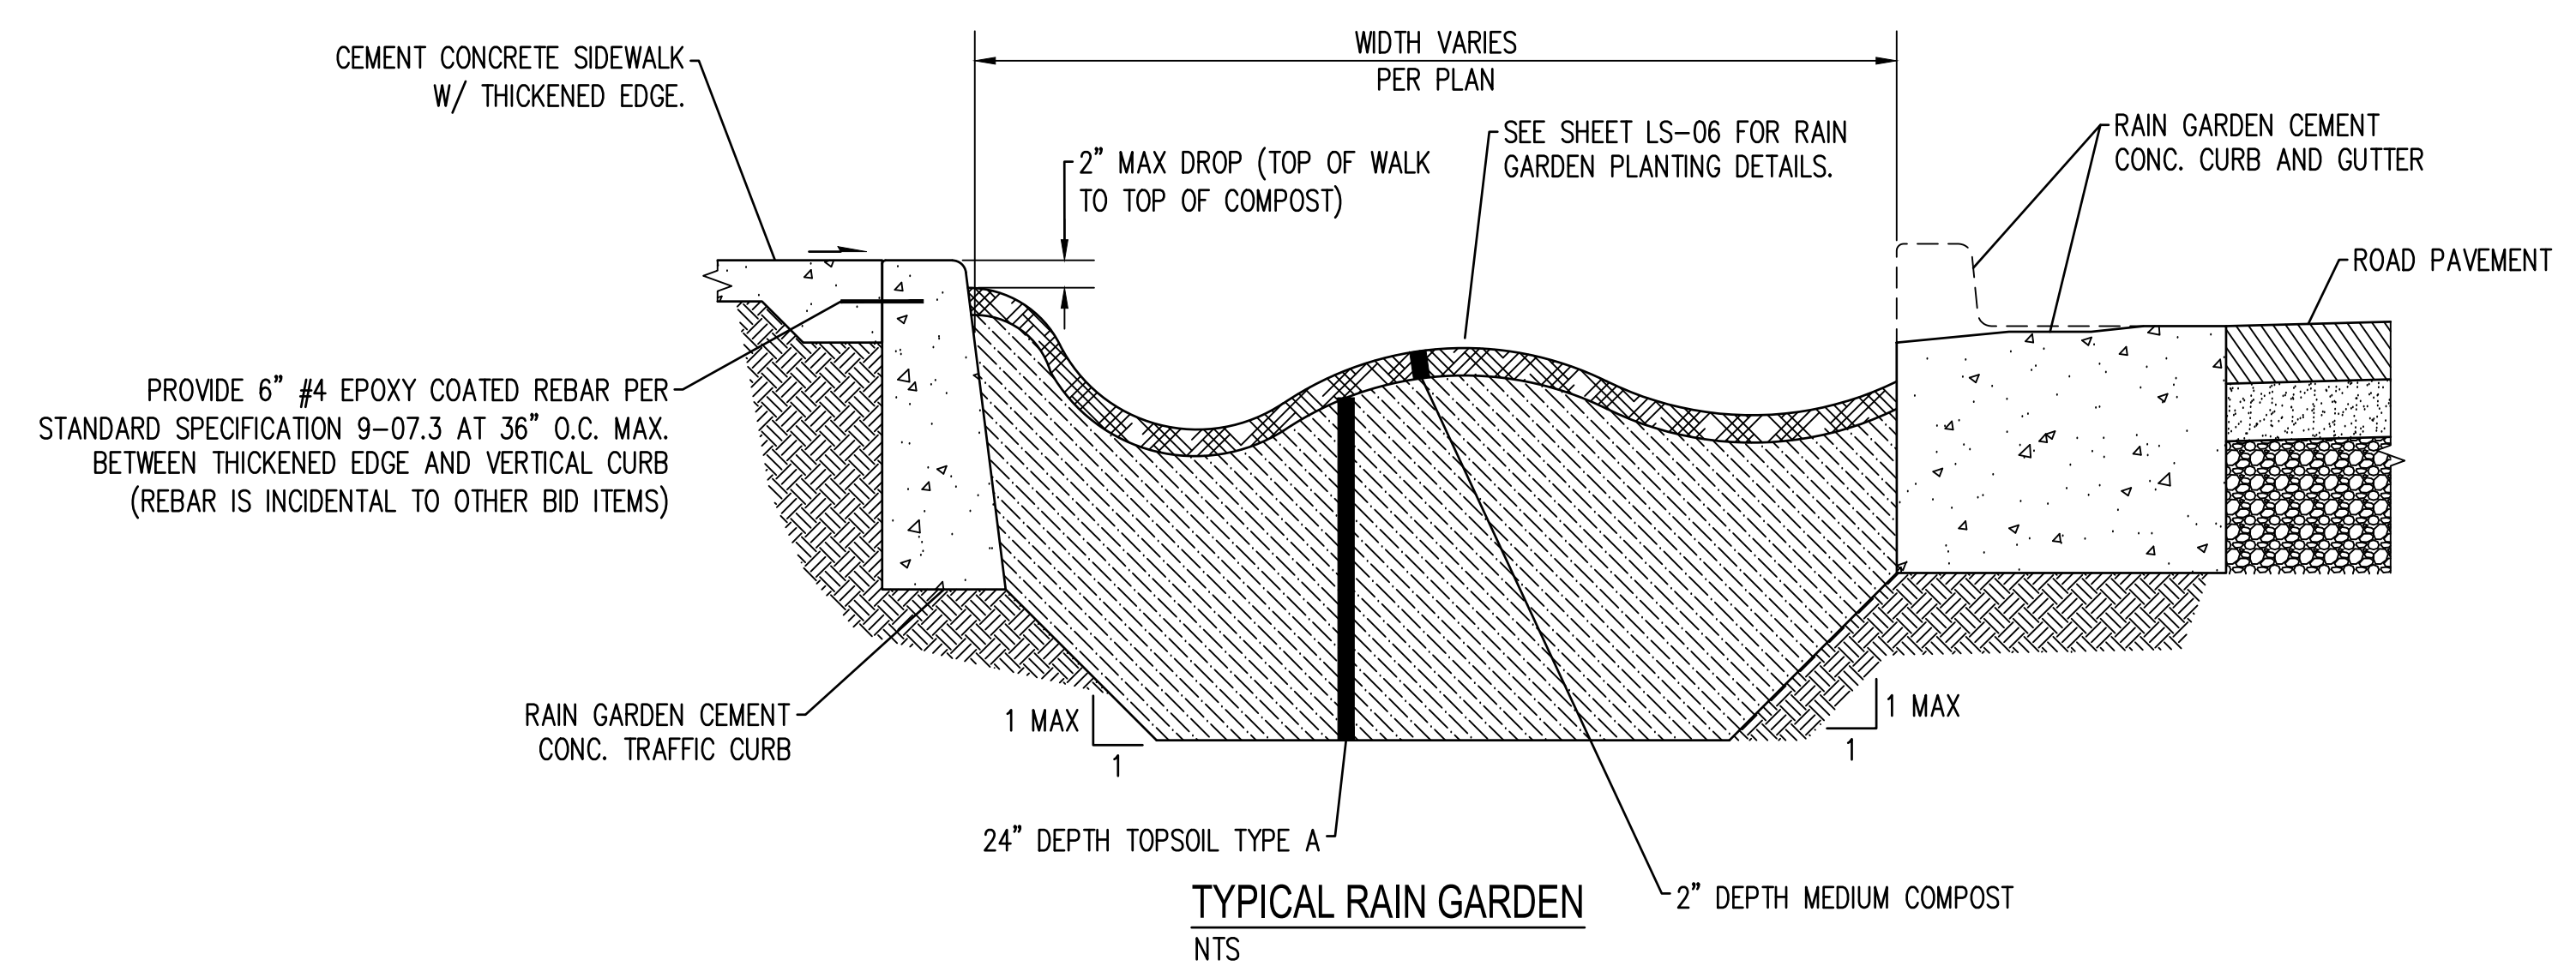 CEMENT CONCRETE SIDEWALK
W/ THICKENED EDGE.
WIDTH VARIES
PER PLAN
2” MAX DROP (TOP OF WALK
TO TOP OF COMPOST)
SEE SHEET LS-06 FOR RAIN
GARDEN PLANTING DETAILS.
RAIN GARDEN CEMENT
CONC. CURB AND GUTTER
ROAD PAVEMENT
PROVIDE 6” #4 EPOXY COATED REBAR PER
STANDARD SPECIFICATION 9-07.3 AT 36” O.C. MAX.
BETWEEN THICKENED EDGE AND VERTICAL CURB
(REBAR IS INCIDENTAL TO OTHER BID ITEMS)
RAIN GARDEN CEMENT
CONC. TRAFFIC CURB
1 MAX
1
1 MAX
1
24” DEPTH TOPSOIL TYPE A
2” DEPTH MEDIUM COMPOST
TYPICAL RAIN GARDEN
NTS